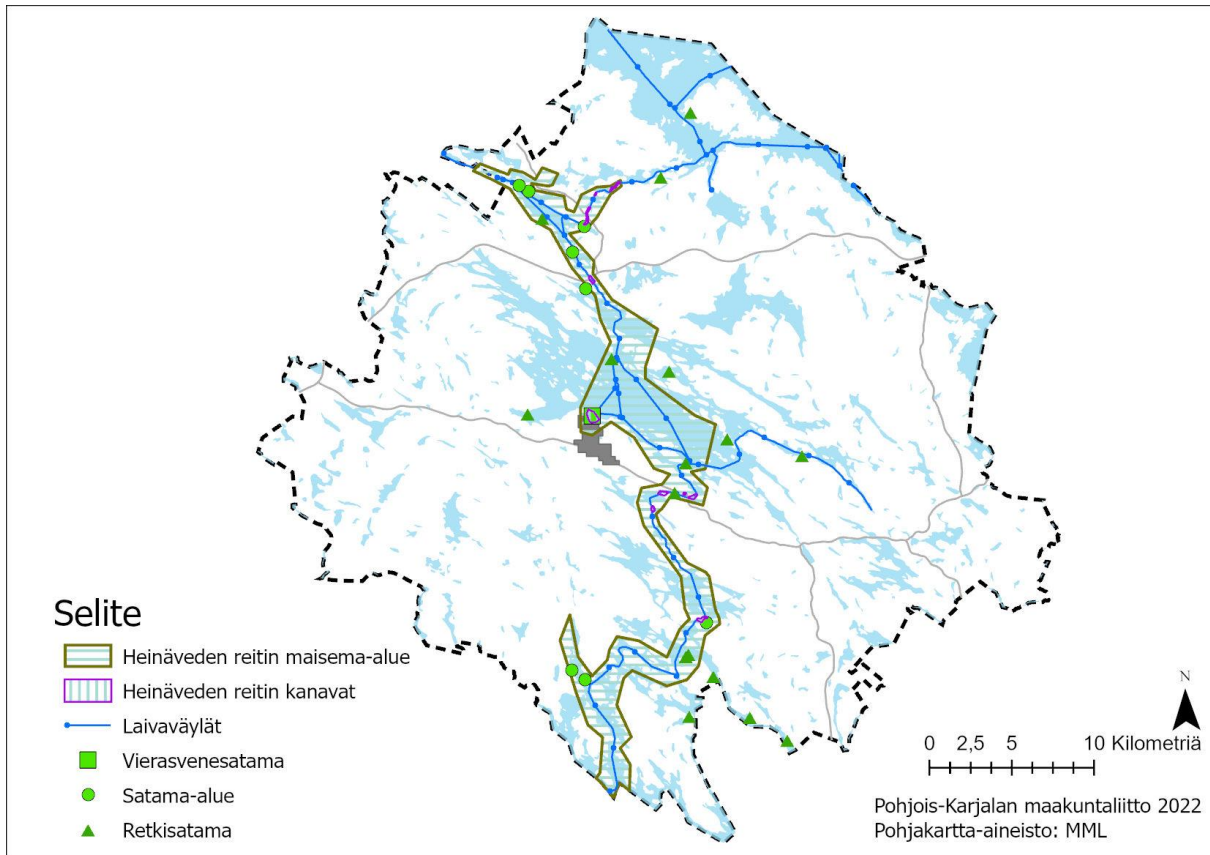 Selite
Heinäveden reitin maisema-alue
Heinäveden reitin kanavat
Laivaväylät
Vierasvenesatama
Satama-alue
Retkisatama
N
0 2,5 5 10 Kilometriä
Pohjois-Karjalan maakuntaliitto 2022
Pohjakartta-aineisto: MML